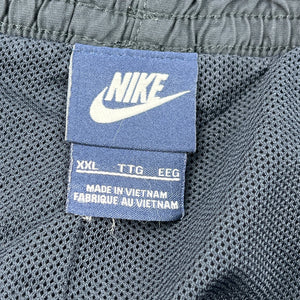 NIKE
XXL TTG EEG
MADE IN VIETNAM
FABRIQUE AU VIETNAM